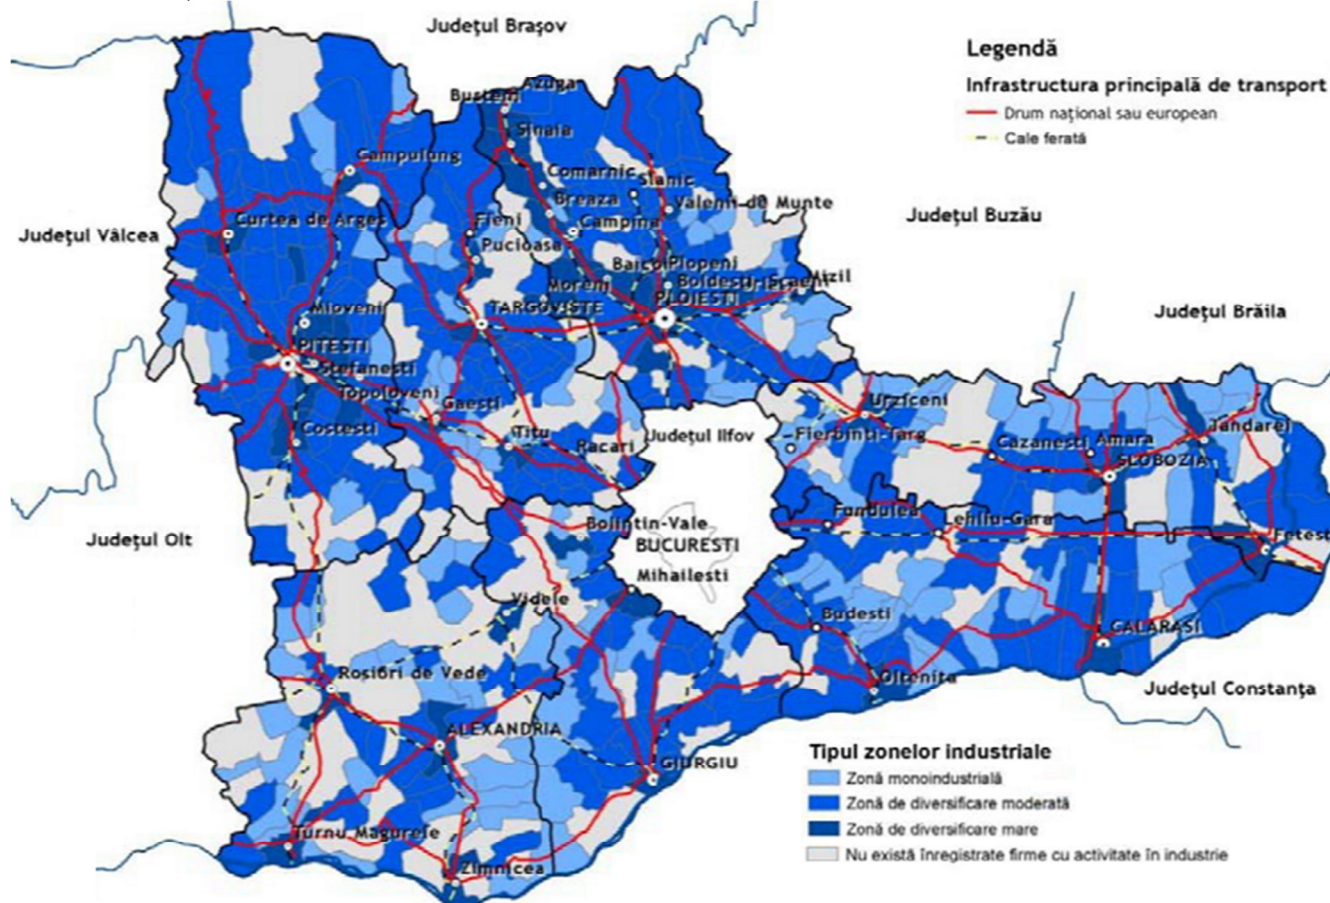 Județul Brașov
Legendă
Infrastructura principală de transport
Drum național sau european
Cale ferată
Azuga
Busteni
Sinaia
Campulung
Comarnic
Slanic
Breaza
Valenii de Munte
Județul Buzău
Județul Vâlcea
Curtea de Arges
Fieni
Campina
Pucioasa
Baicoi
Plopeni
Mizil
Moreni
Boldesti-Scaeni
Județul Brăila
Mioveni
TARGOVISTE
PLOIESTI
PITESTI
Stefanesti
Topoloveni
Gaesti
Urziceni
Costesti
Titu
Racari
Județul Ilfov
Fierbinti-Targ
Cazanesti
Amara
Tandarei
SLOBOZIA
Județul Olt
Bolintin-Vale
Fundulea
Lehliu-Gara
BUCURESTI
Fetest
Mihailesti
Videle
Budesti
CALARASI
Roșiori de Vede
Oltenita
Județul Constanța
ALEXANDRIA
GIURGIU
Tipul zonelor industriale
Zonă monoindustrială
Zonă de diversificare moderată
Zonă de diversificare mare
Nu există înregistrate firme cu activitate în industrie
Turnu Magurele
Zimnicea